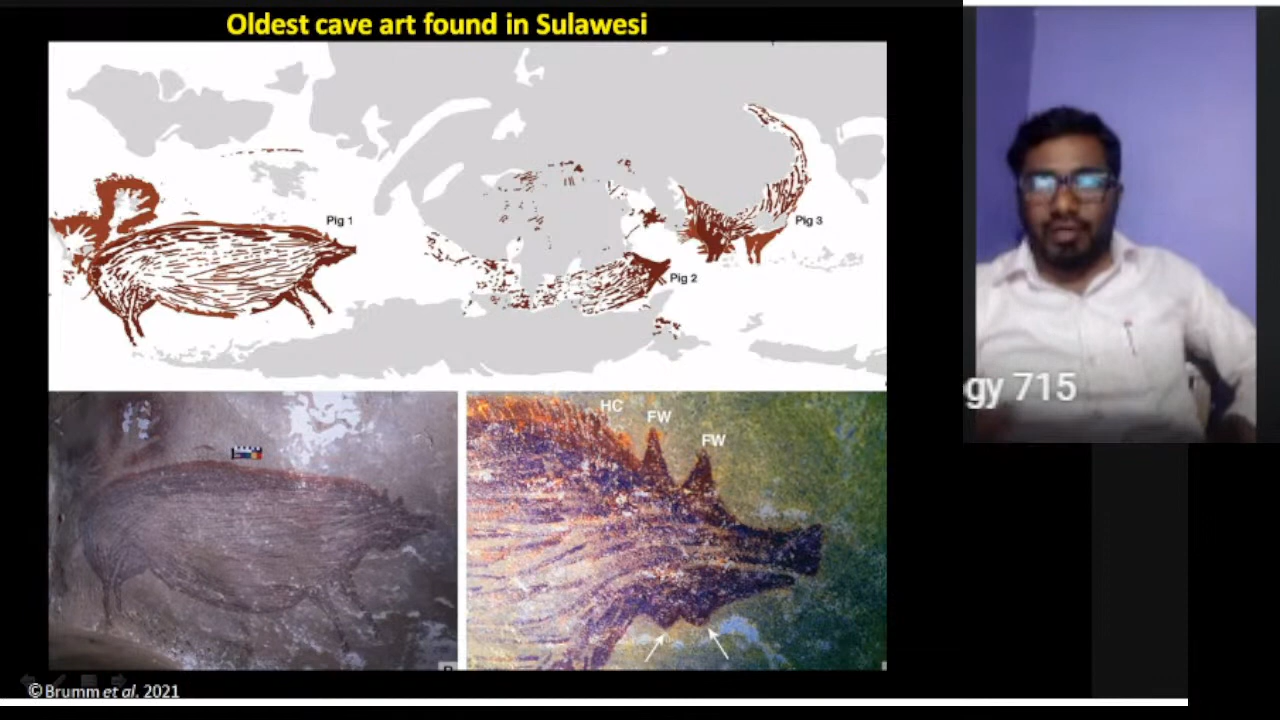 Oldest cave art found in Sulawesi
Pig 1
Pig 3
Pig 2
gy 715
HC
FW
FW
©Brumm et al. 2021